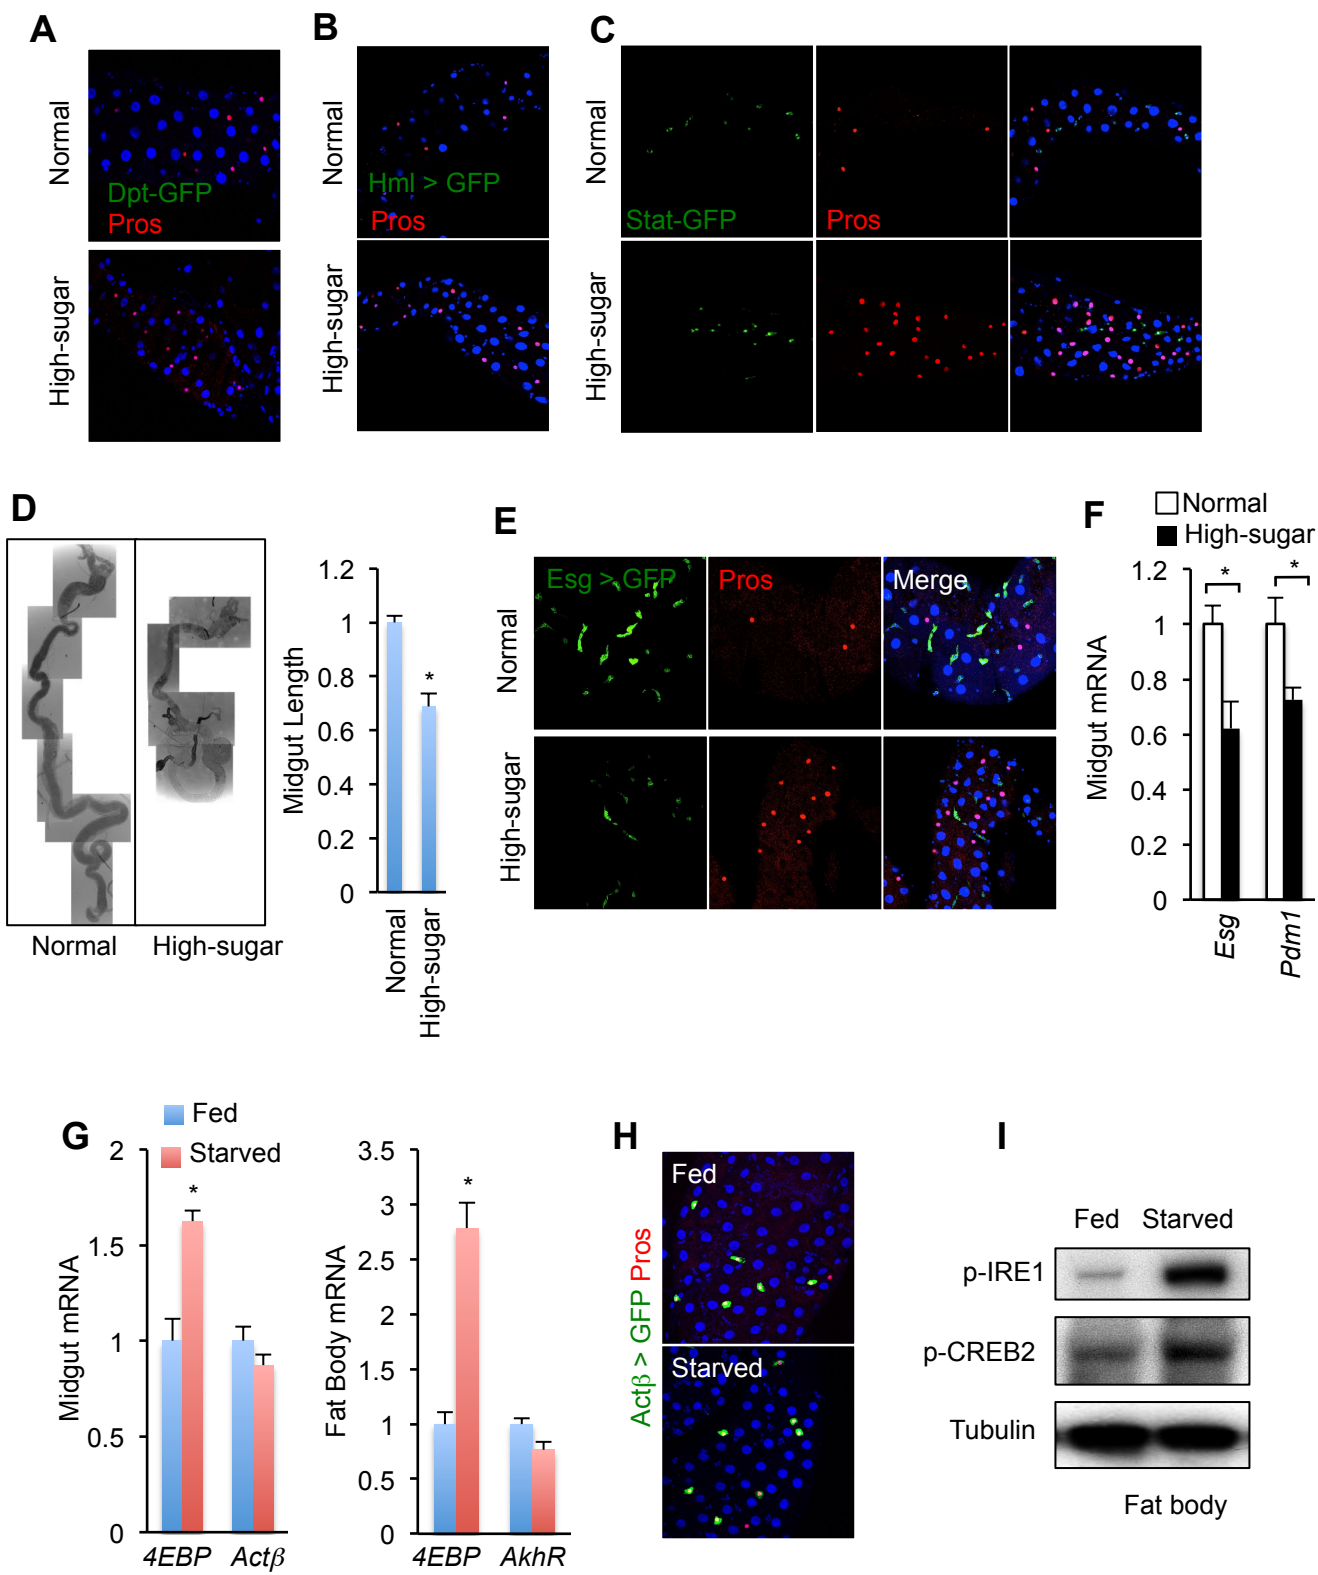 A
Normal
Dpt-GFP
Pros
High-sugar
B
Hml > GFP
Pros
C
Normal
Stat-GFP
Pros
High-sugar
D
Normal
High-sugar
Midgut Length
1.2
1
0.8
0.6
0.4
0.2
0
*
Normal
High-sugar
E
Normal
Esg > GFP
Pros
Merge
High-sugar
F
Normal
High-sugar
Midgut mRNA
1.2
1
0.8
0.6
0.4
0.2
0
*
*
Esg
Pdm1
G
Fed
Starved
Midgut mRNA
2
1.5
1
0.5
0
*
4EBP
Actβ
Fat Body mRNA
3.5
3
2.5
2
1.5
1
0.5
0
*
4EBP
AkhR
H
Actβ > GFP Pros
Fed
Starved
I
Fed
Starved
p-IRE1
p-CREB2
Tubulin
Fat body